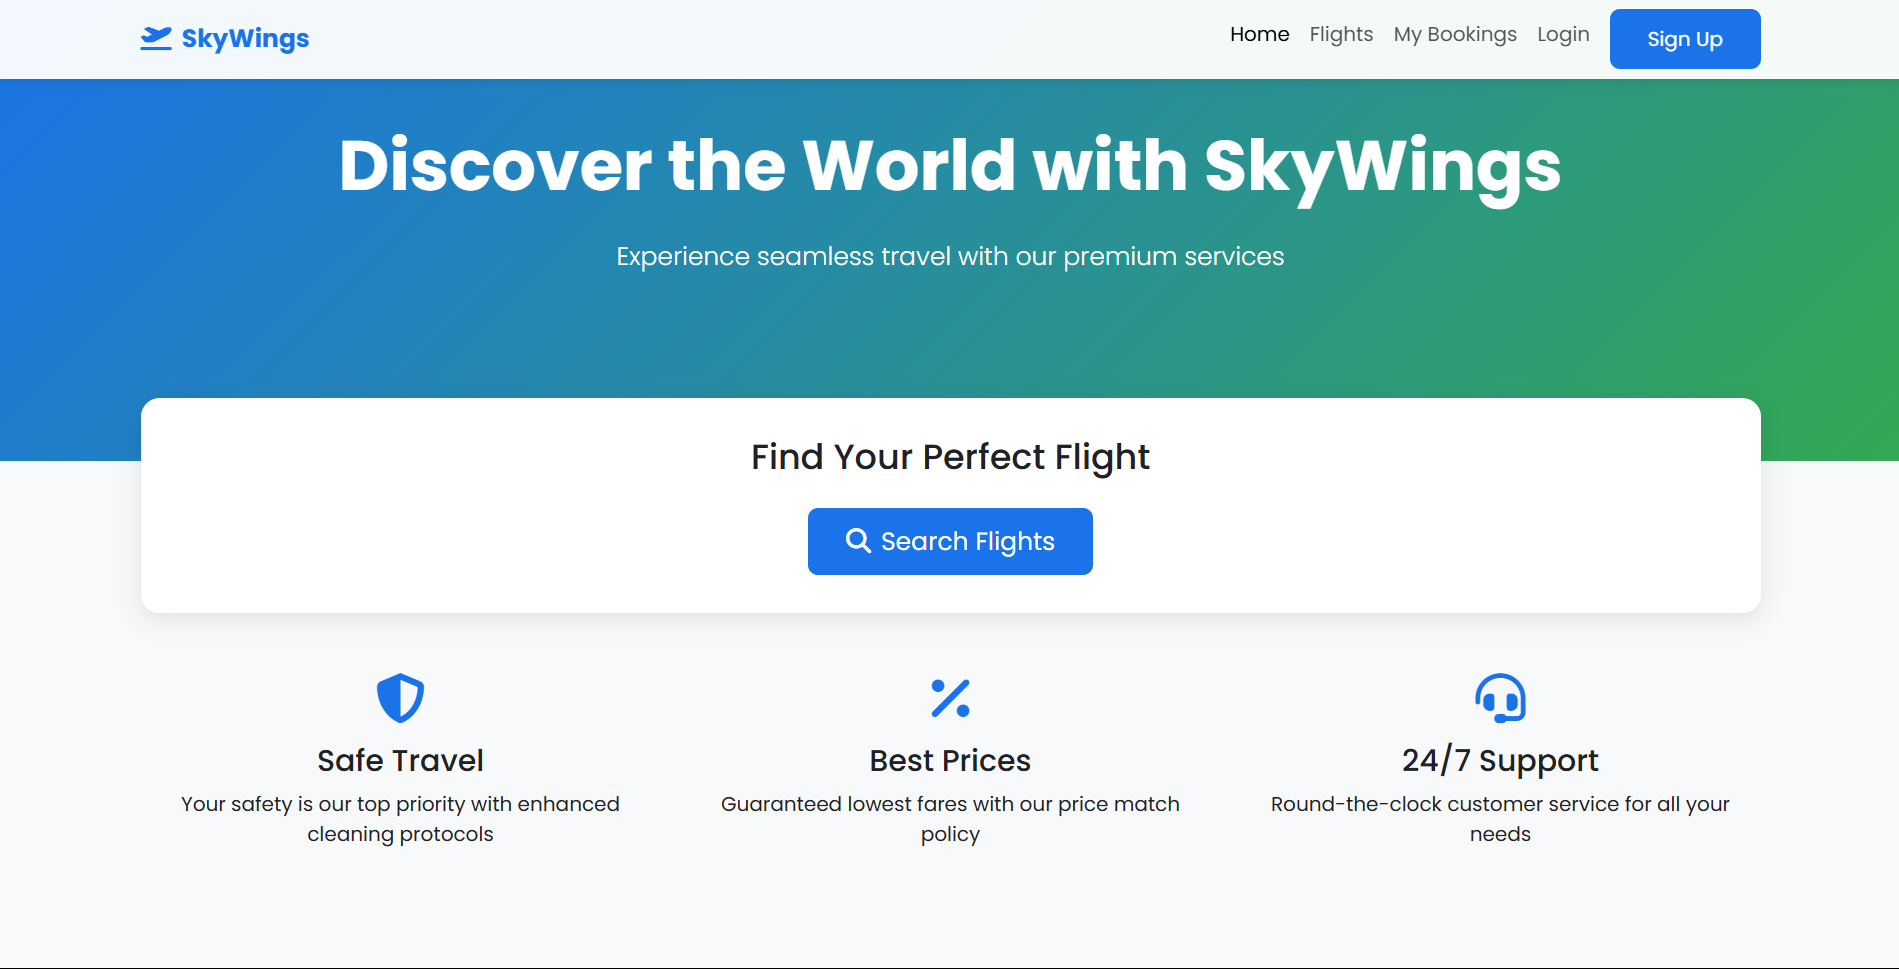 SkyWings
Home
Flights
My Bookings
Login
Sign Up
Discover the World with SkyWings
Experience seamless travel with our premium services
Find Your Perfect Flight
Search Flights
Safe Travel
Your safety is our top priority with enhanced
cleaning protocols
Best Prices
Guaranteed lowest fares with our price match
policy
24/7 Support
Round-the-clock customer service for all your
needs